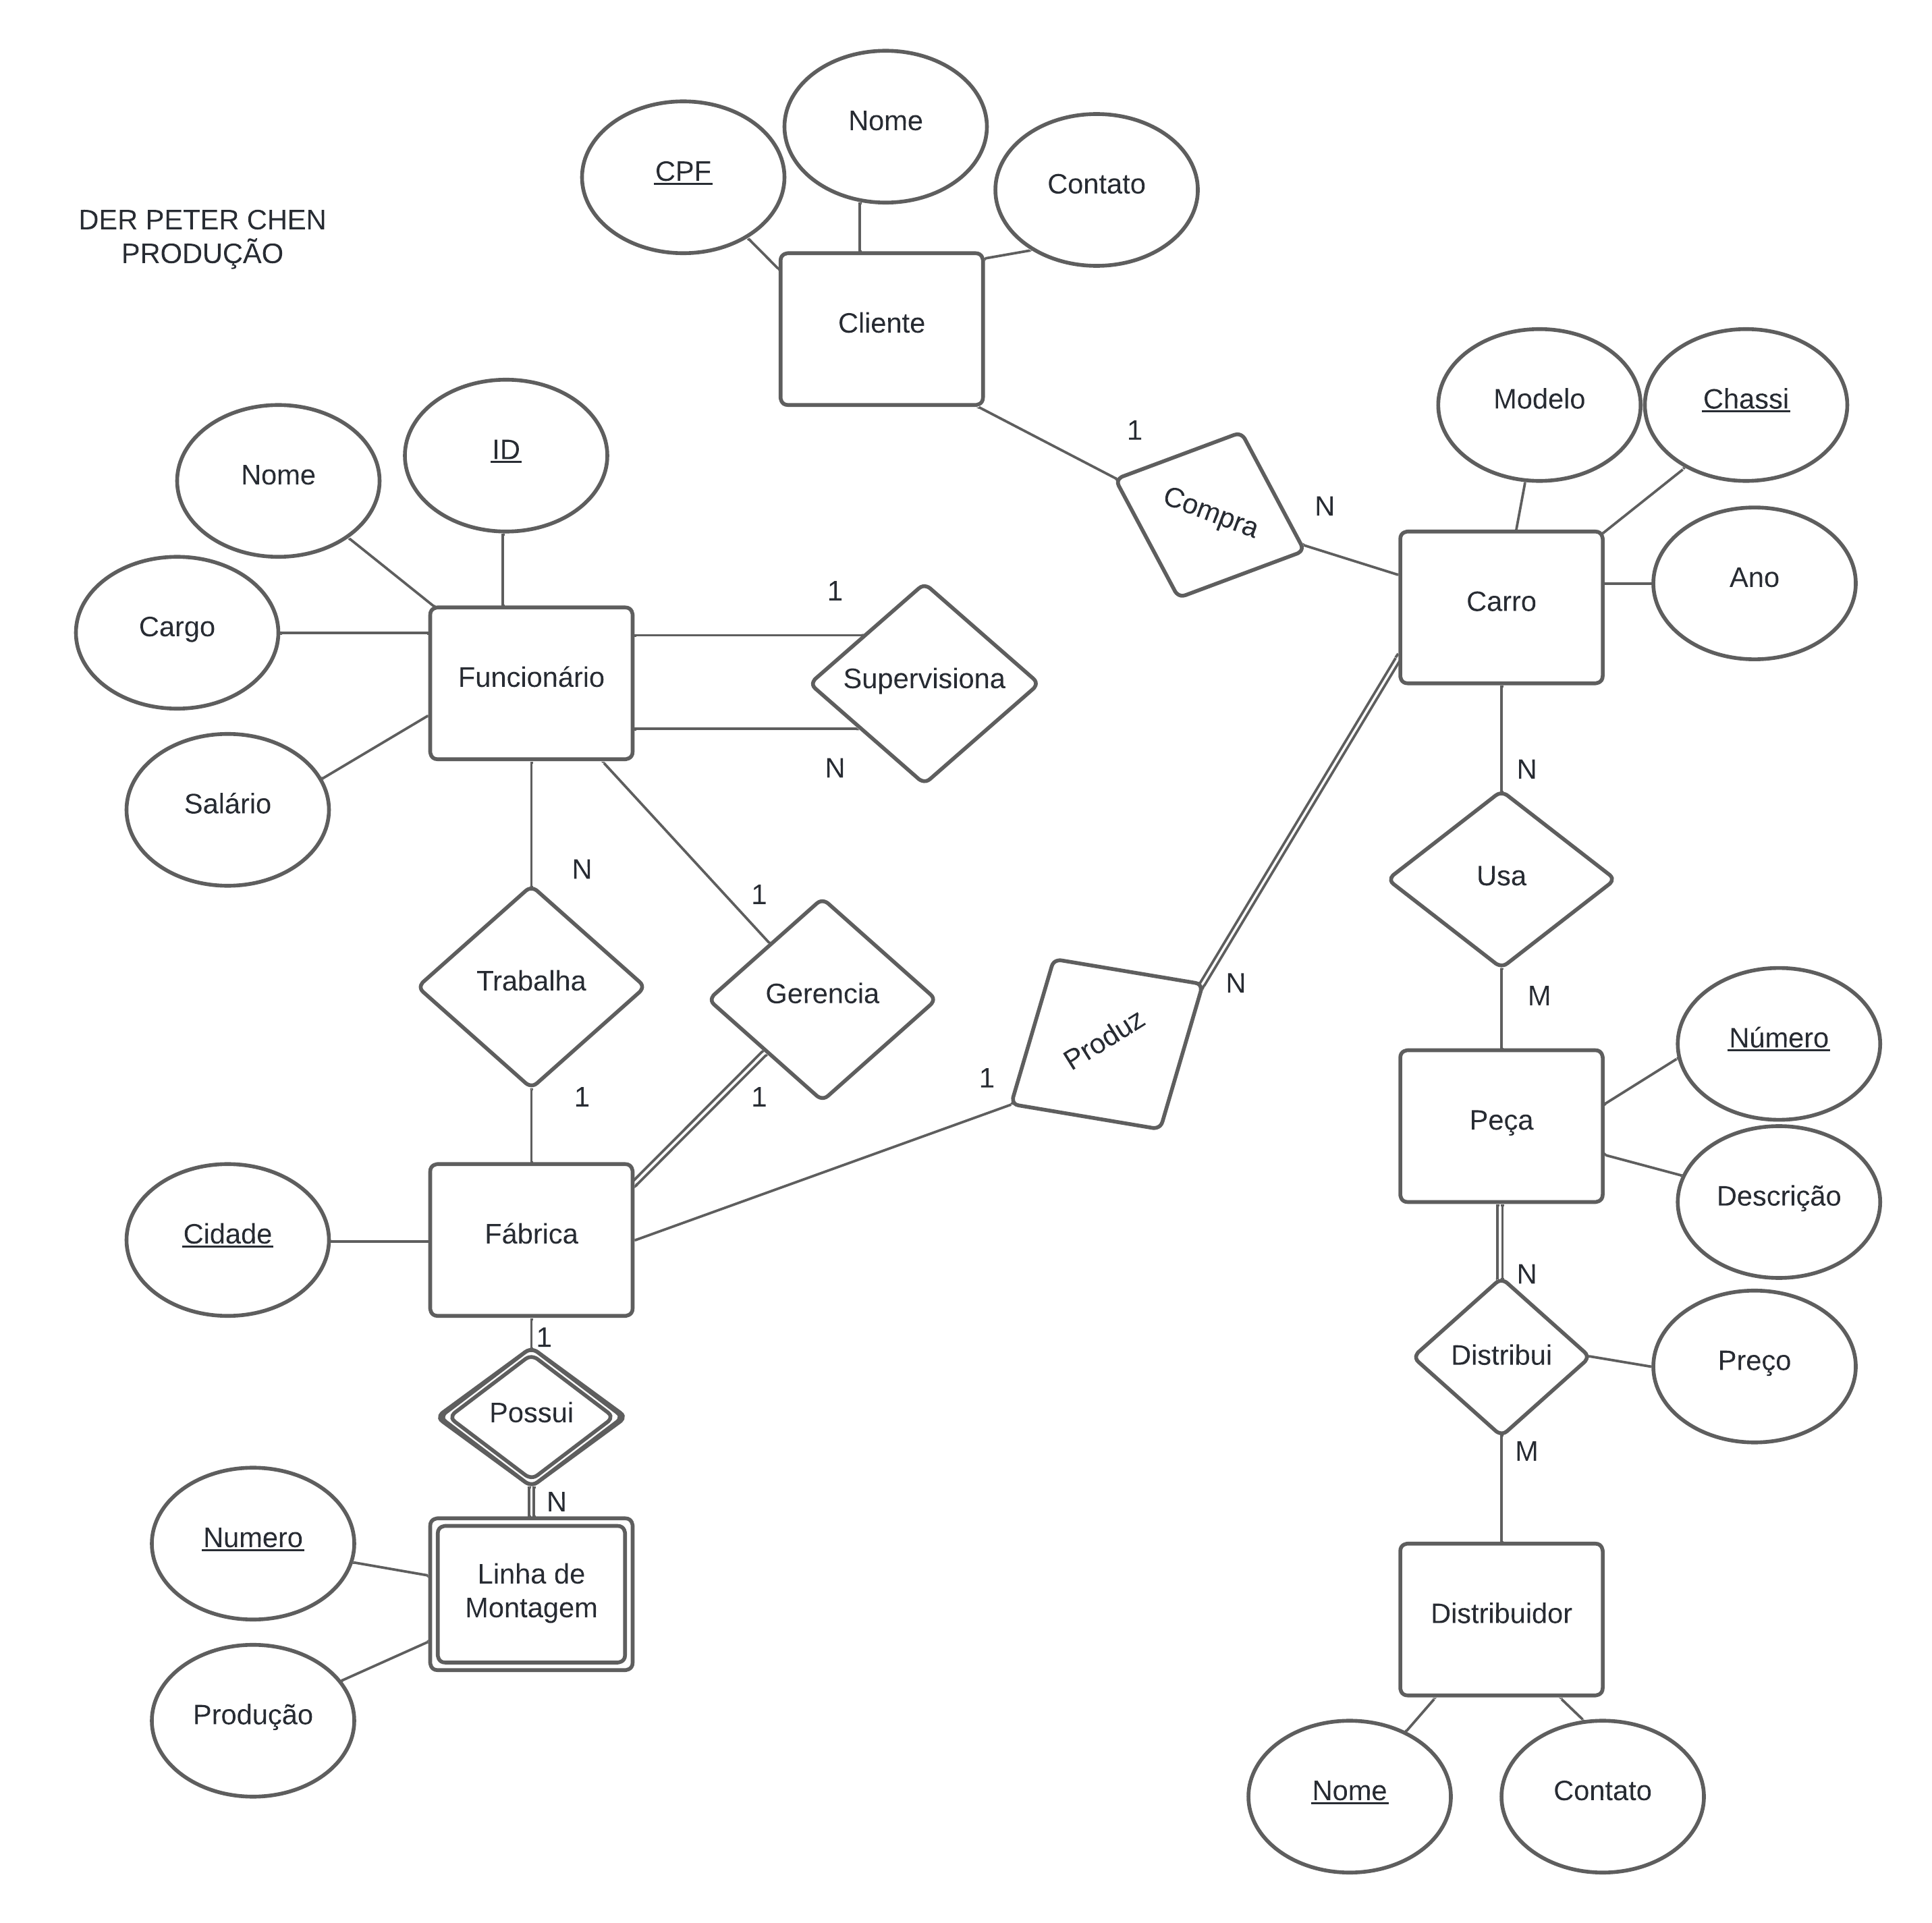 Nome
CPF
Contato
DER PETER CHEN
PRODUÇÃO
Cliente
Modelo
Chassi
1
ID
Nome
Compra
N
Ano
1
Carro
Cargo
Funcionário
Supervisiona
N
N
Salário
N
Usa
1
Trabalha
Gerencia
N
M
Produz
Número
1
1
1
Peça
Descrição
Cidade
Fábrica
N
1
Distribui
Preço
Possui
M
N
Numero
Linha de
Montagem
Distribuidor
Produção
Nome
Contato